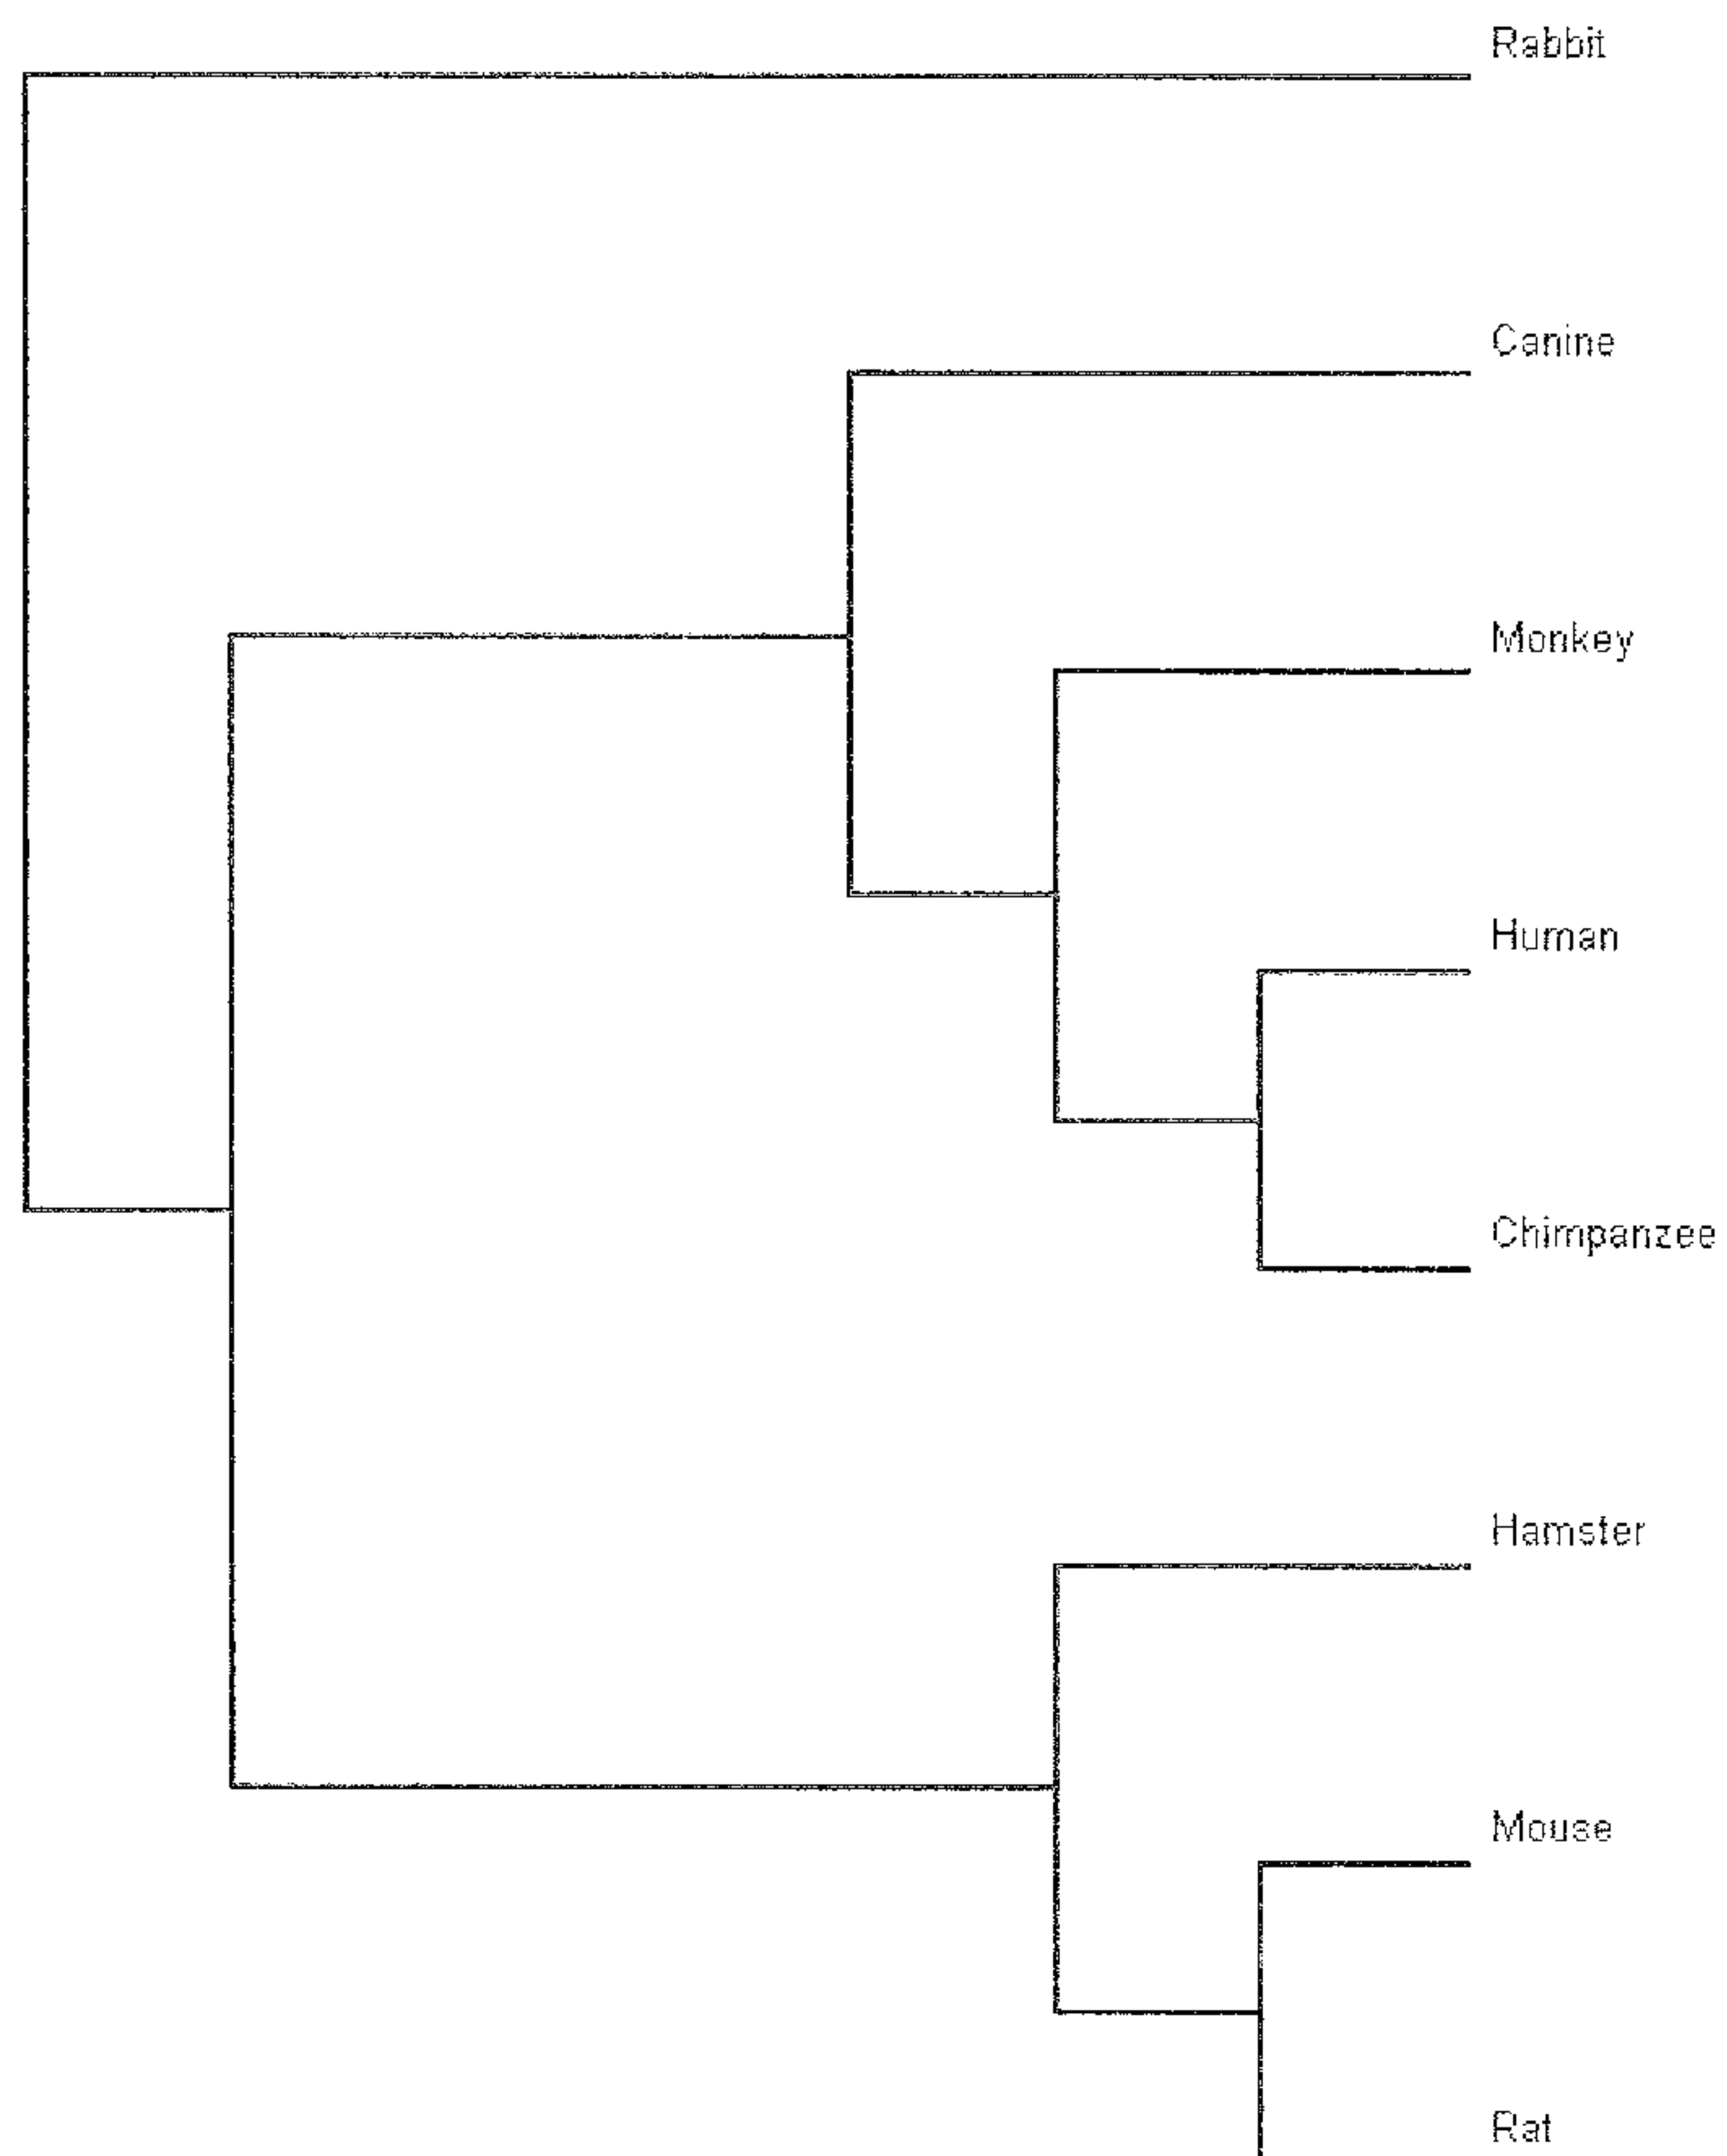 Rabbit
Canine
Monkey
Human
Chimpanzee
Hamster
Mouse
Rat